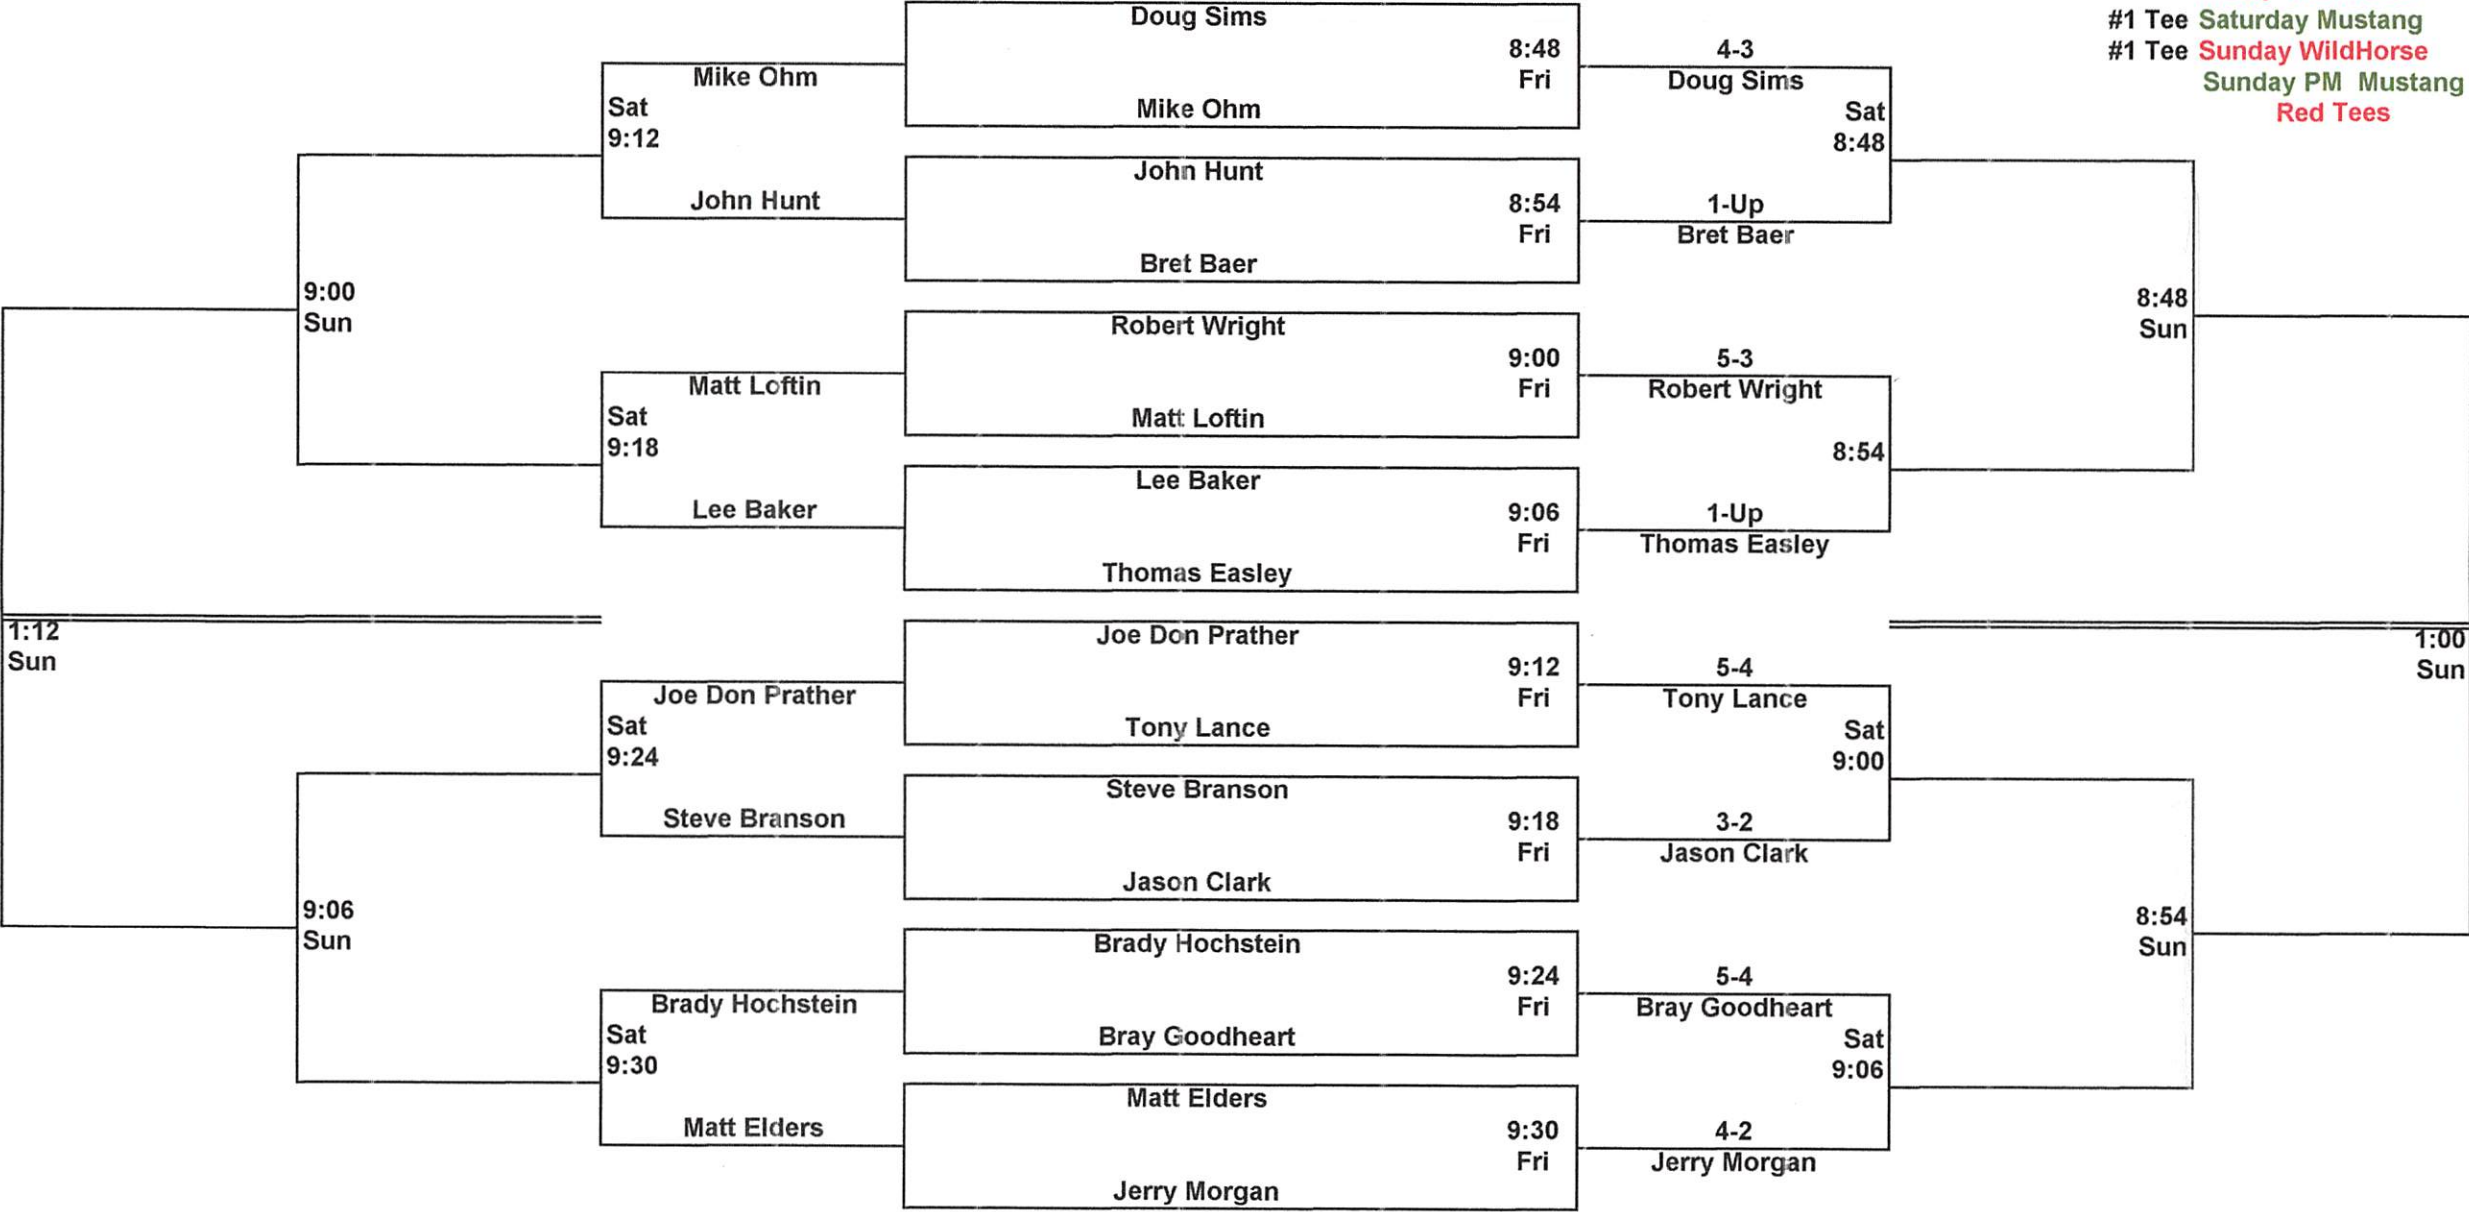 Doug Sims
#1 Tee Saturday Mustang
8:48
4-3
#1 Tee Sunday WildHorse
Mike Ohm
Fri
Doug Sims
Sunday PM Mustang
Sat
Mike Ohm
Sat
Red Tees
9:12
8:48
John Hunt
John Hunt
8:54
1-Up
Fri
Bret Baer
Bret Baer
9:00
8:48
Sun
Robert Wright
Sun
9:00
5-3
Matt Loftin
Fri
Robert Wright
Sat
Matt Loftin
9:18
8:54
Lee Baker
Lee Baker
9:06
1-Up
Fri
Thomas Easley
Thomas Easley
1:12
Joe Don Prather
1:00
Sun
9:12
5-4
Sun
Joe Don Prather
Fri
Tony Lance
Sat
Tony Lance
Sat
9:24
9:00
Steve Branson
Steve Branson
9:18
3-2
Fri
Jason Clark
Jason Clark
9:06
8:54
Sun
Brady Hochstein
Sun
9:24
5-4
Brady Hochstein
Fri
Bray Goodheart
Sat
Bray Goodheart
Sat
9:30
9:06
Matt Elders
Matt Elders
9:30
4-2
Fri
Jerry Morgan
Jerry Morgan